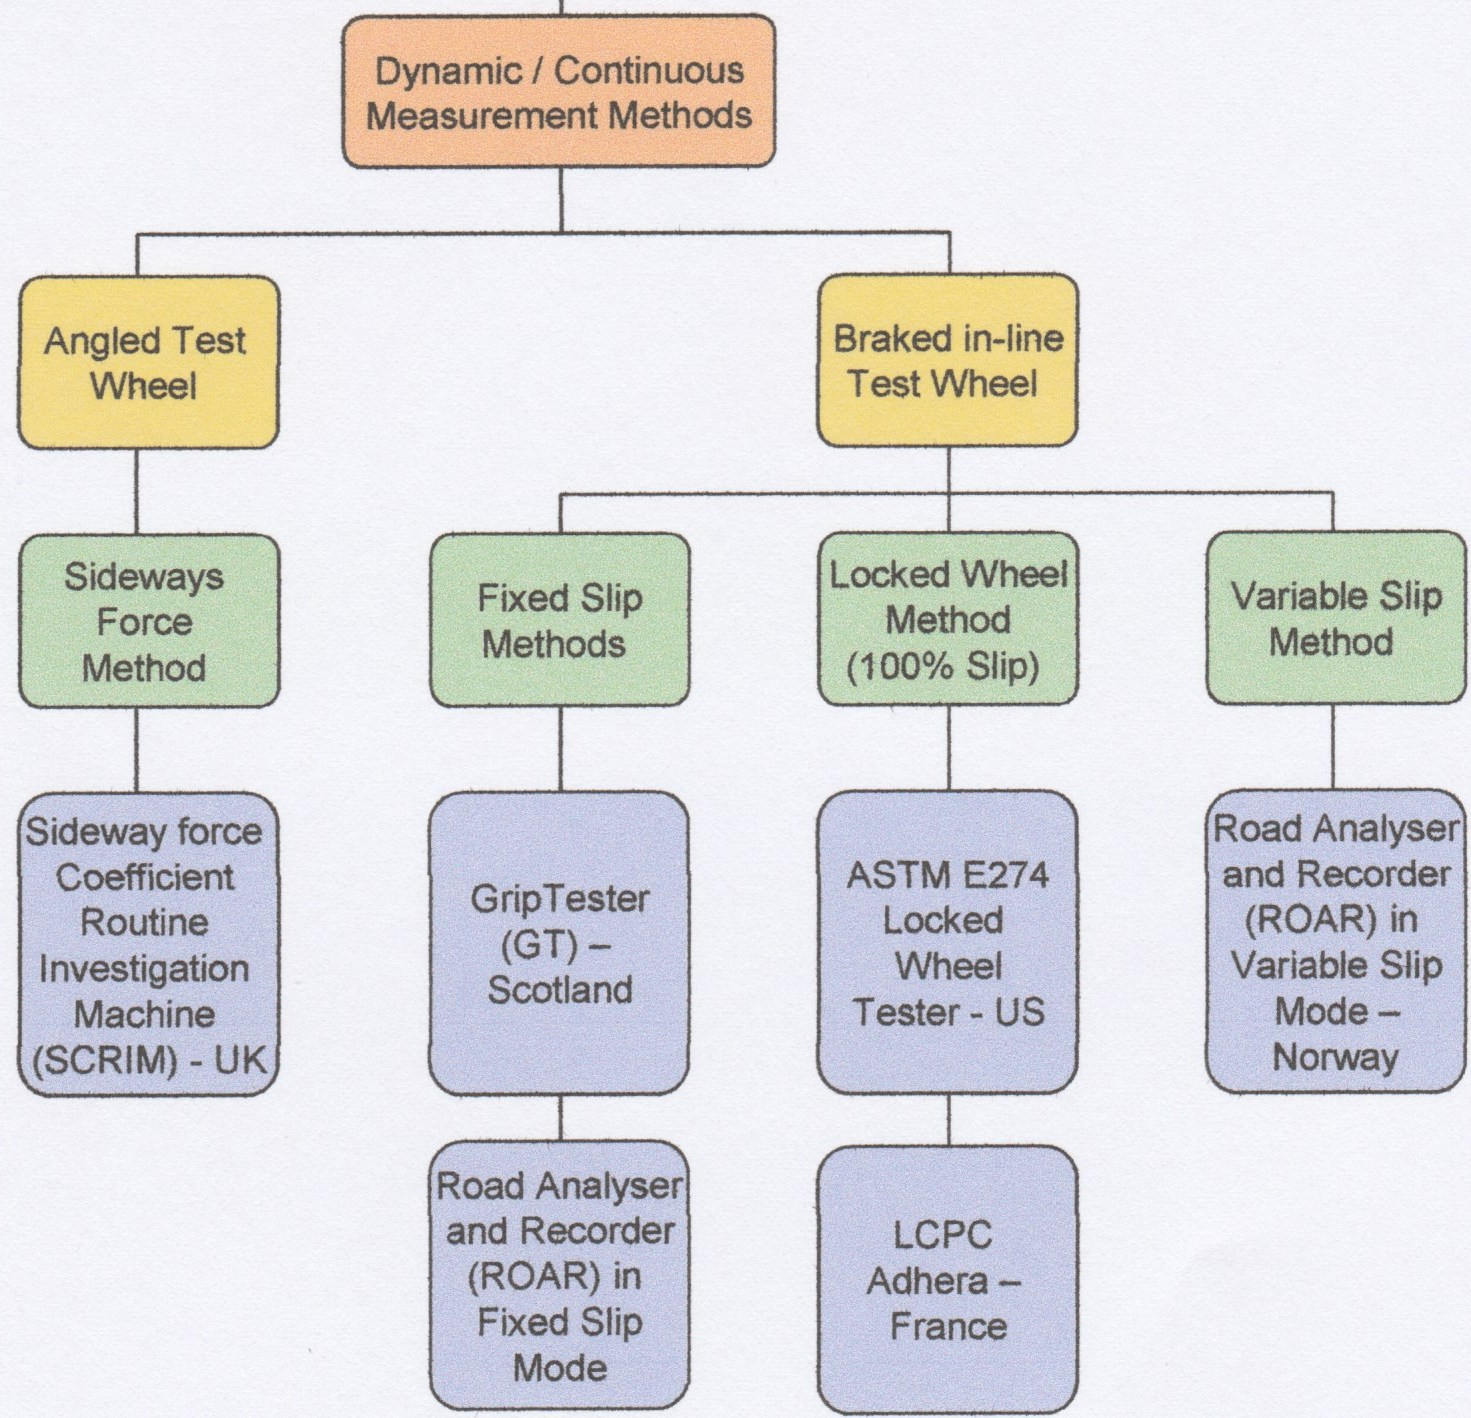 Dynamic / Continuous
Measurement Methods
Angled Test
Wheel
Braked in-line
Test Wheel
Sideways
Force
Method
Fixed Slip
Methods
Locked Wheel
Method
(100% Slip)
Variable Slip
Method
Sideway force
Coefficient
Routine
Investigation
Machine
(SCRIM) - UK
GripTester
(GT) –
Scotland
ASTM E274
Locked
Wheel
Tester - US
Road Analyser
and Recorder
(ROAR) in
Variable Slip
Mode –
Norway
Road Analyser
and Recorder
(ROAR) in
Fixed Slip
Mode
LCPC
Adhera –
France